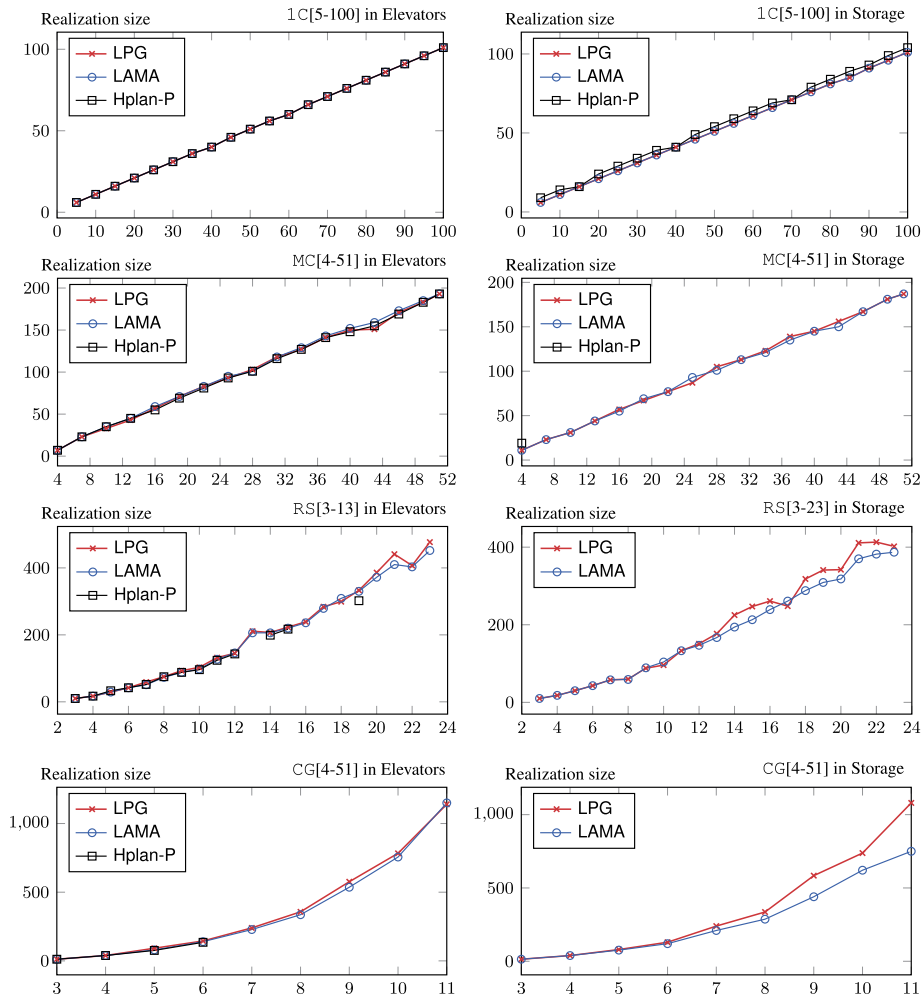 Realization size
1C[5-100] in Elevators
LPG
LAMA
Hplan-P
100
50
0
0 10 20 30 40 50 60 70 80 90 100
Realization size
1C[5-100] in Storage
LPG
LAMA
Hplan-P
100
50
0
0 10 20 30 40 50 60 70 80 90 100
Realization size
MC[4-51] in Elevators
LPG
LAMA
Hplan-P
200
150
100
50
0
4 8 12 16 20 24 28 32 36 40 44 48 52
Realization size
MC[4-51] in Storage
LPG
LAMA
Hplan-P
200
150
100
50
0
4 8 12 16 20 24 28 32 36 40 44 48 52
Realization size
RS[3-13] in Elevators
LPG
LAMA
Hplan-P
400
200
0
2 4 6 8 10 12 14 16 18 20 22 24
Realization size
RS[3-23] in Storage
LPG
LAMA
400
200
0
2 4 6 8 10 12 14 16 18 20 22 24
Realization size
CG[4-51] in Elevators
LPG
LAMA
Hplan-P
1,000
500
0
3 4 5 6 7 8 9 10 11
Realization size
CG[4-51] in Storage
LPG
LAMA
1,000
500
0
3 4 5 6 7 8 9 10 11